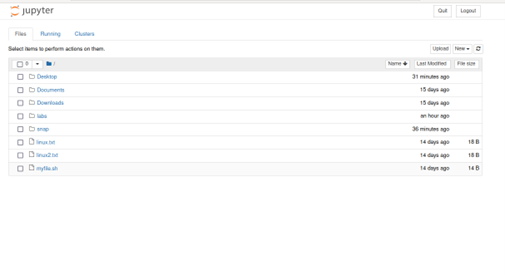 jupyter Quit Logout
Files Running Clusters
Select items to perform actions on them. Upload New
0 / Name Last Modified File size
Desktop 31 minutes ago
Documents 15 days ago
Downloads 15 days ago
labs an hour ago
snap 36 minutes ago
linux.txt 14 days ago 18 B
linux2.txt 14 days ago 18 B
myfile.sh 14 days ago 14 B